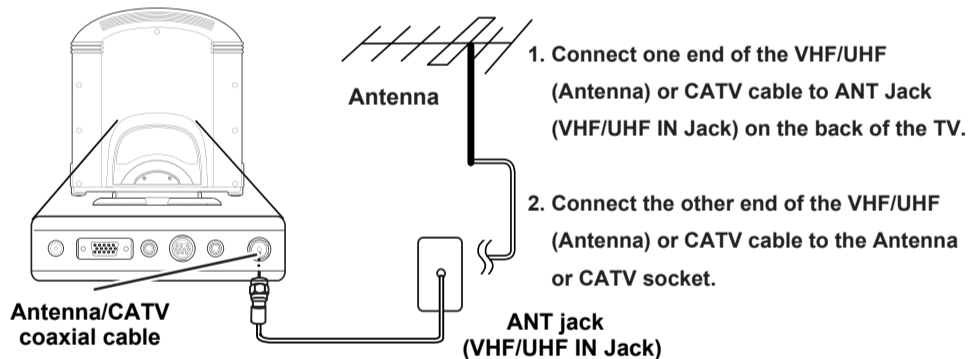 Antenna
1. Connect one end of the VHF/UHF
(Antenna) or CATV cable to ANT Jack
(VHF/UHF IN Jack) on the back of the TV.
2. Connect the other end of the VHF/UHF
(Antenna) or CATV cable to the Antenna
or CATV socket.
Antenna/CATV
coaxial cable
ANT jack
(VHF/UHF IN Jack)